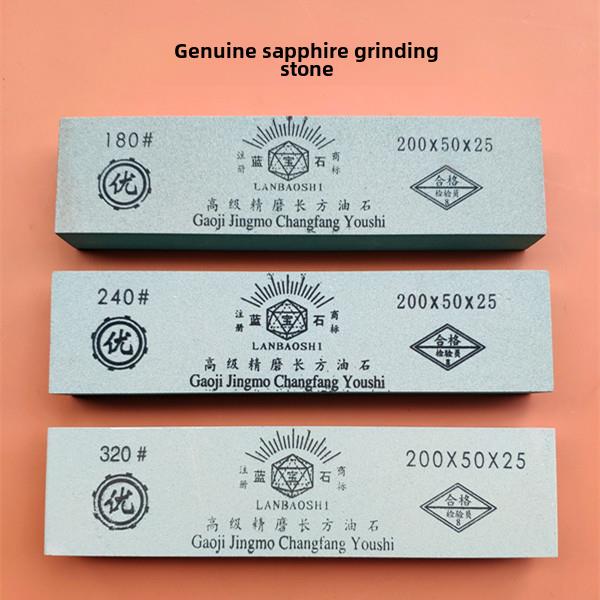 Genuine sapphire grinding
stone
180#
200x50x25
注册 蓝宝石 商标
优
LANBAOSHI
合格
检验员
8
高级精磨长方油石
Gaoji Jingmo Changfang Youshi
240#
200x50x25
注册 蓝宝石 商标
优
LANBAOSHI
合格
检验员
8
高级精磨长方油石
Gaoji Jingmo Changfang Youshi
320#
200X50X25
注册 蓝宝石 商标
优
LANBAOSHI
合格
检验员
8
高级精磨长方油石
Gaoji Jingmo Changfang Youshi